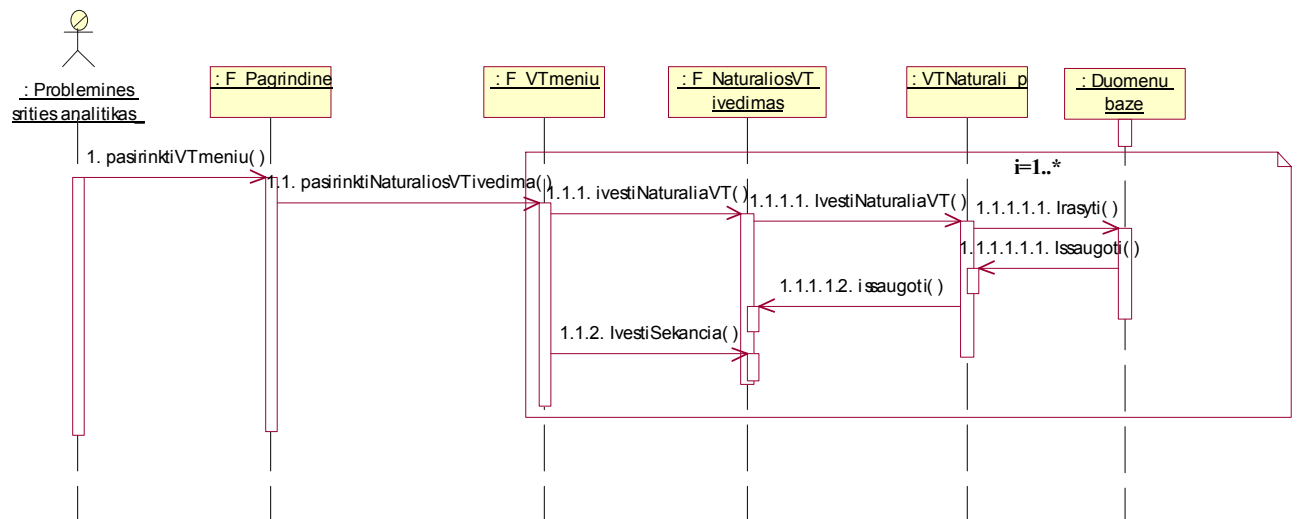 : Problemines
srities analitikas_
: F_Pagrindine
: F_VTmeniu
: F_NaturaliosVT
ivedimas
: VTNaturali_p
: Duomenu
baze
i=1..*
1. pasirinktiVTmeniu( )
1.1. pasirinktiNaturaliosVTivedima( )
1.1.1. ivestiNaturaliaVT( )
1.1.1.1. IvestiNaturaliaVT( )
1.1.1.1.1. Irasyti( )
1.1.1.1.1.1. Issaugoti( )
1.1.1.1.2. issaugoti( )
1.1.2. IvestiSekancia( )